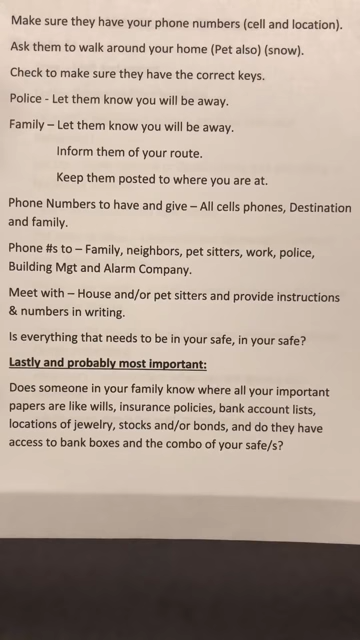 Make sure they have your phone numbers (cell and location).
Ask them to walk around your home (Pet also) (snow).
Check to make sure they have the correct keys.
Police - Let them know you will be away.
Family – Let them know you will be away.
Inform them of your route.
Keep them posted to where you are at.
Phone Numbers to have and give – All cells phones, Destination
and family.
Phone #s to – Family, neighbors, pet sitters, work, police,
Building Mgt and Alarm Company.
Meet with – House and/or pet sitters and provide instructions
& numbers in writing.
Is everything that needs to be in your safe, in your safe?
Lastly and probably most important:
Does someone in your family know where all your important
papers are like wills, insurance policies, bank account lists,
locations of jewelry, stocks and/or bonds, and do they have
access to bank boxes and the combo of your safe/s?